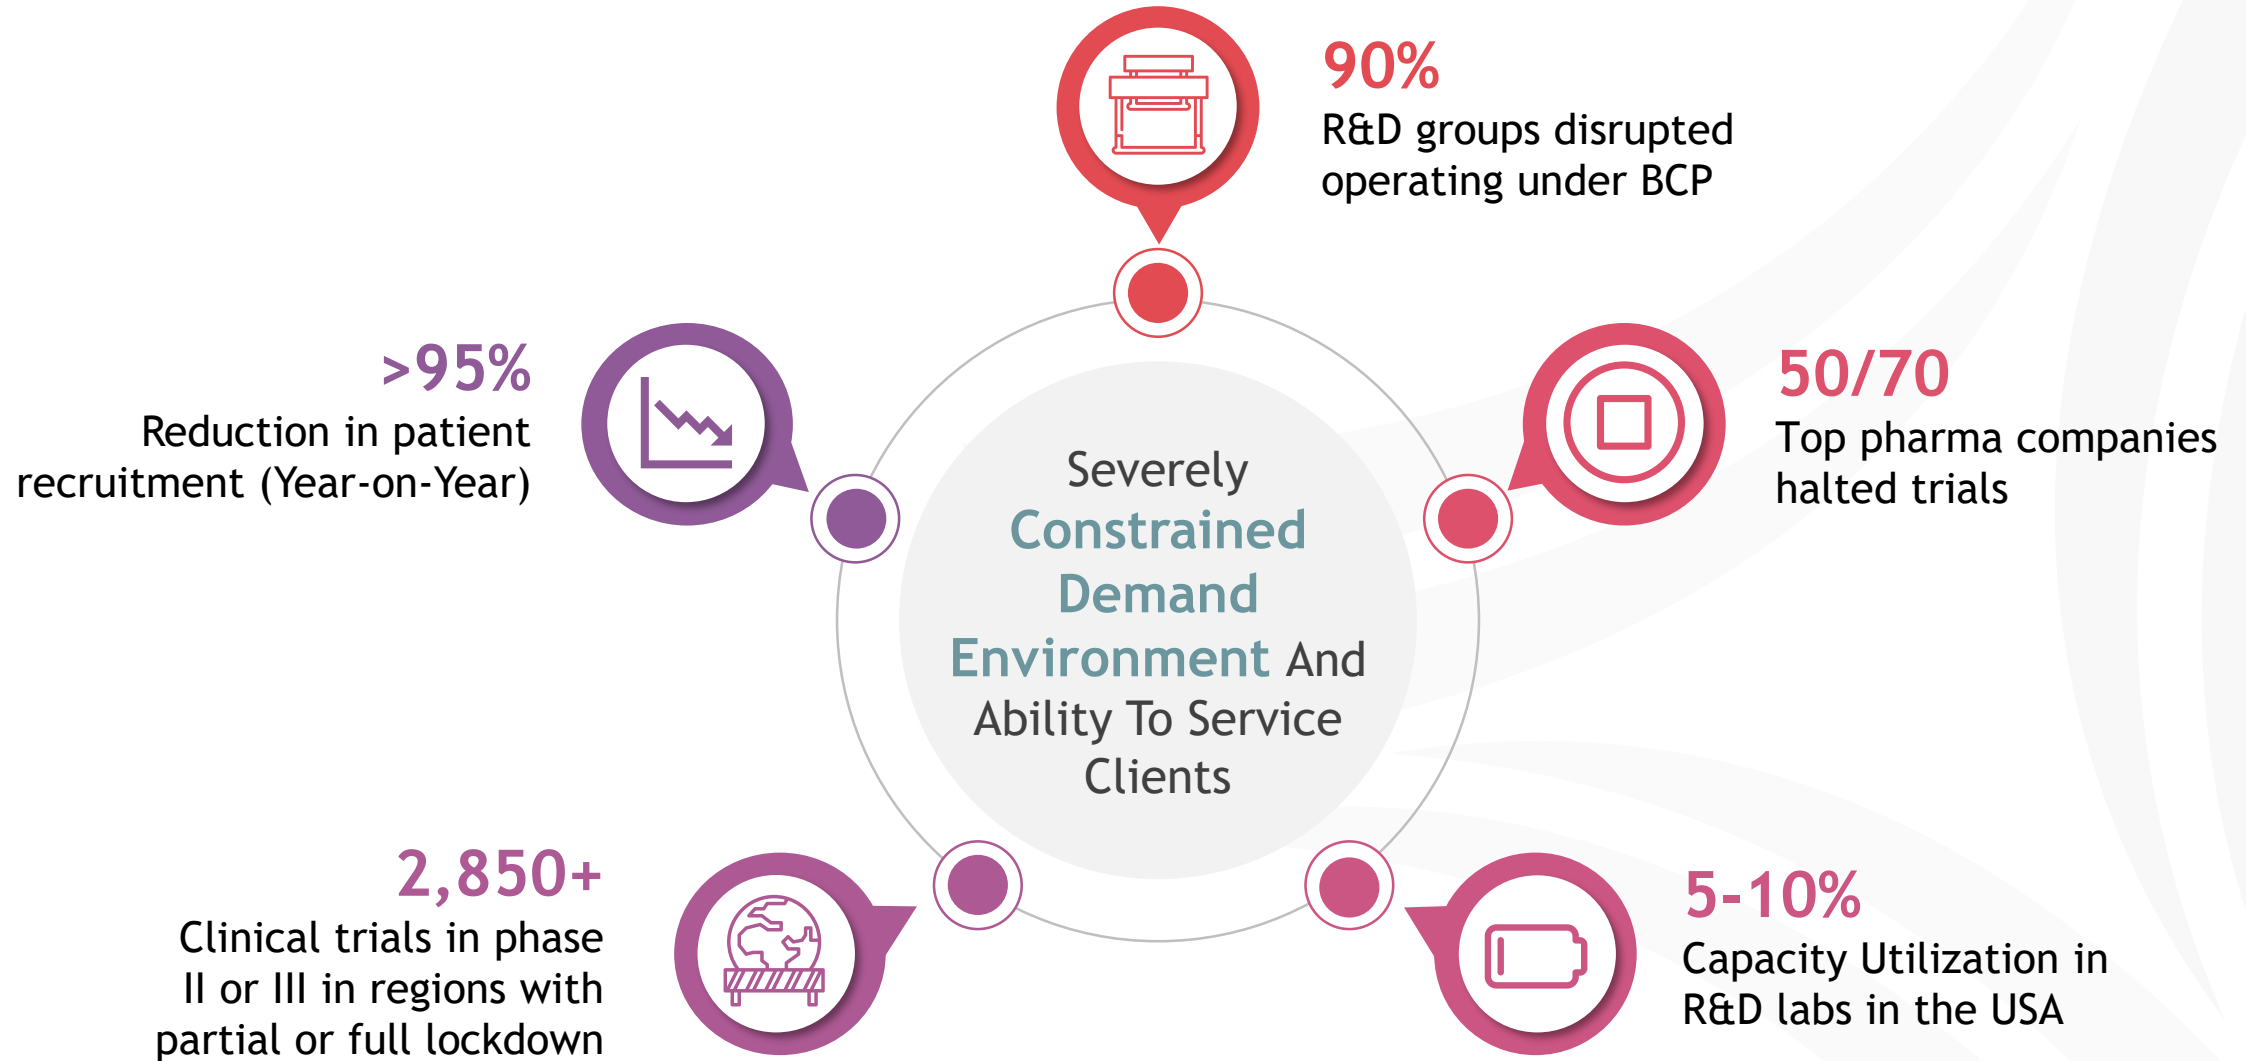 90%
R&D groups disrupted
operating under BCP
>95%
Reduction in patient
recruitment (Year-on-Year)
50/70
Top pharma companies
halted trials
Severely
Constrained
Demand
Environment And
Ability To Service
Clients
2,850+
Clinical trials in phase
II or III in regions with
partial or full lockdown
5-10%
Capacity Utilization in
R&D labs in the USA